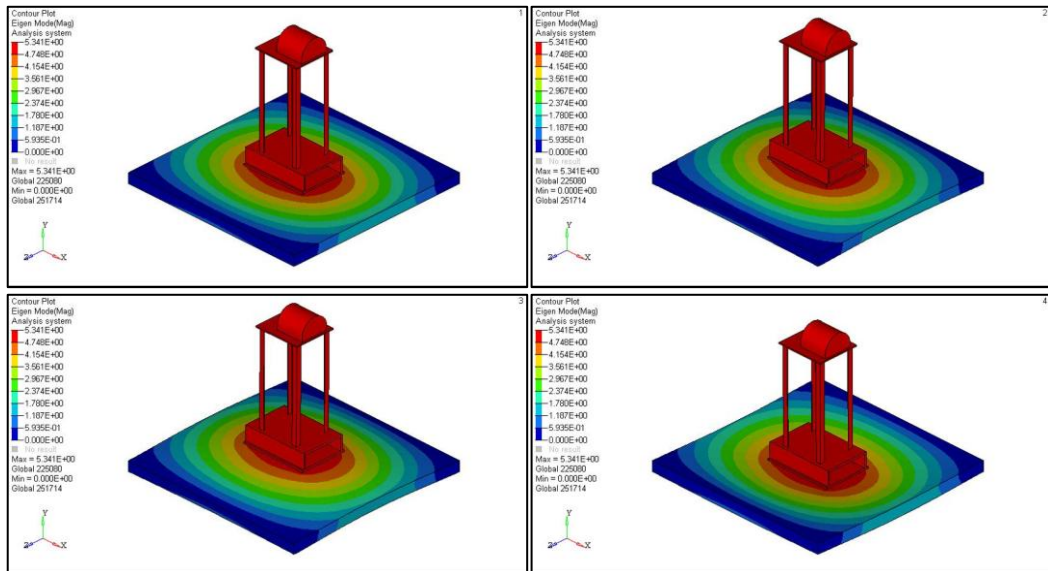 Contour Plot
Eigen Mode(Mag)
Analysis system
5.341E+00
4.748E+00
4.154E+00
3.561E+00
2.967E+00
2.374E+00
1.780E+00
1.187E+00
5.935E-01
0.000E+00
No result
Max = 5.341E+00
Global 225080
Min = 0.000E+00
Global 251714
Y
Z
X
1
Contour Plot
Eigen Mode(Mag)
Analysis system
5.341E+00
4.748E+00
4.154E+00
3.561E+00
2.967E+00
2.374E+00
1.780E+00
1.187E+00
5.935E-01
0.000E+00
No result
Max = 5.341E+00
Global 225080
Min = 0.000E+00
Global 251714
Y
Z
X
2
Contour Plot
Eigen Mode(Mag)
Analysis system
5.341E+00
4.748E+00
4.154E+00
3.561E+00
2.967E+00
2.374E+00
1.780E+00
1.187E+00
5.935E-01
0.000E+00
No result
Max = 5.341E+00
Global 225080
Min = 0.000E+00
Global 251714
Y
Z
X
3
Contour Plot
Eigen Mode(Mag)
Analysis system
5.341E+00
4.748E+00
4.154E+00
3.561E+00
2.967E+00
2.374E+00
1.780E+00
1.187E+00
5.935E-01
0.000E+00
No result
Max = 5.341E+00
Global 225080
Min = 0.000E+00
Global 251714
Y
Z
X
4